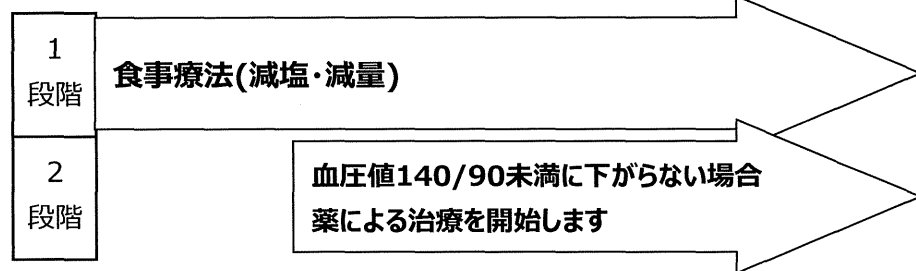 1
段階
食事療法(減塩・減量)
2
段階
血圧値140/90未満に下がらない場合
薬による治療を開始します